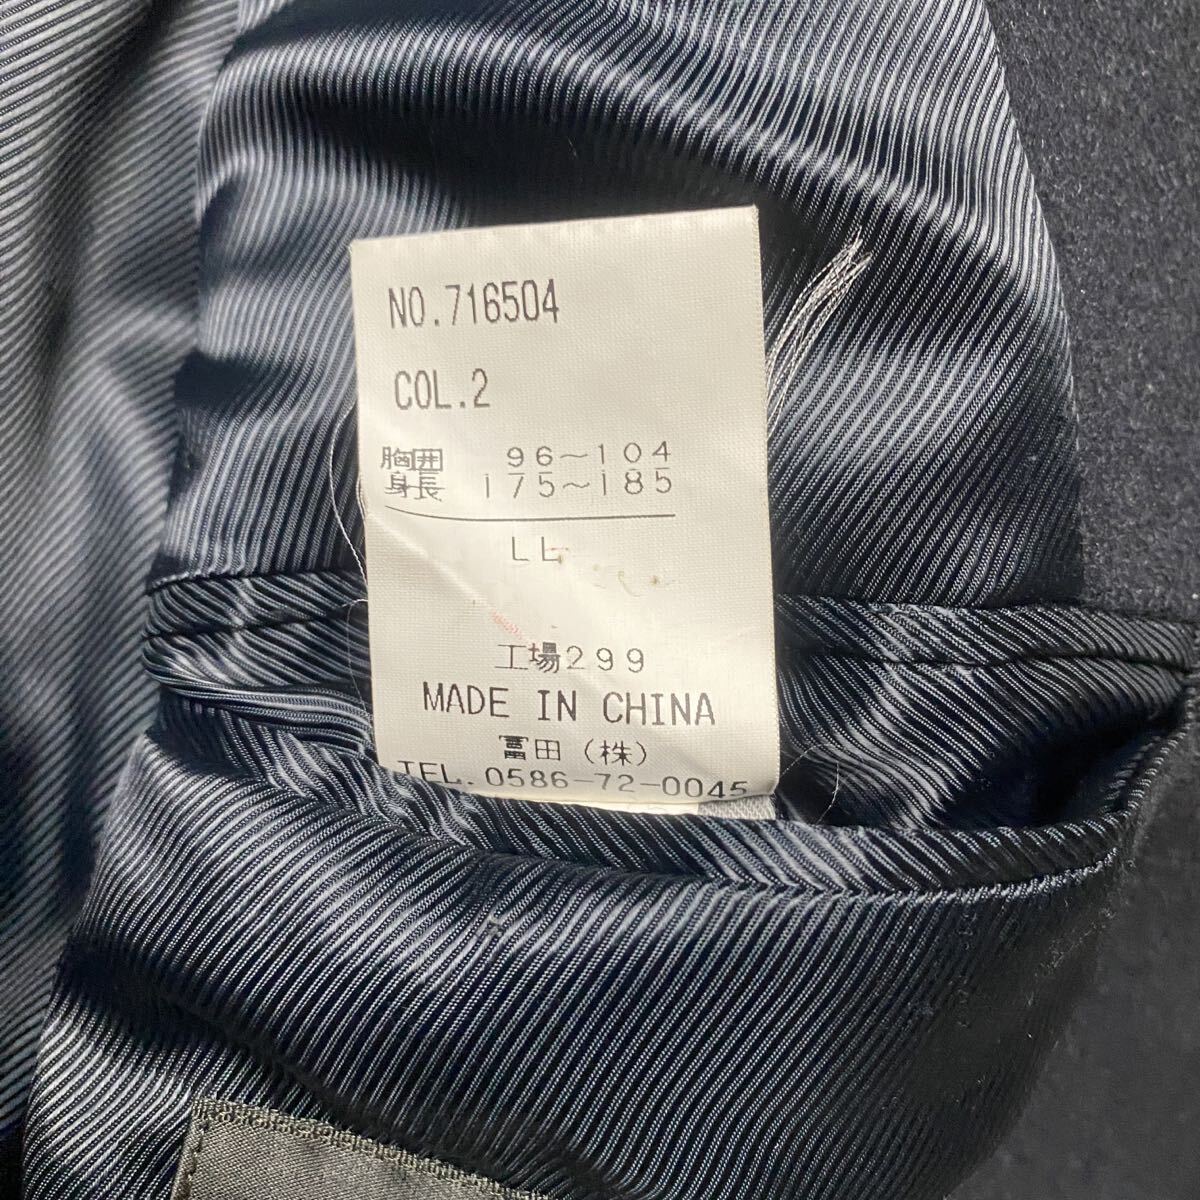 NO.716504
COL.2
胸囲 96～104
身長 175～185
LL
工場299
MADE IN CHINA
冨田（株）
TEL.0586-72-0045